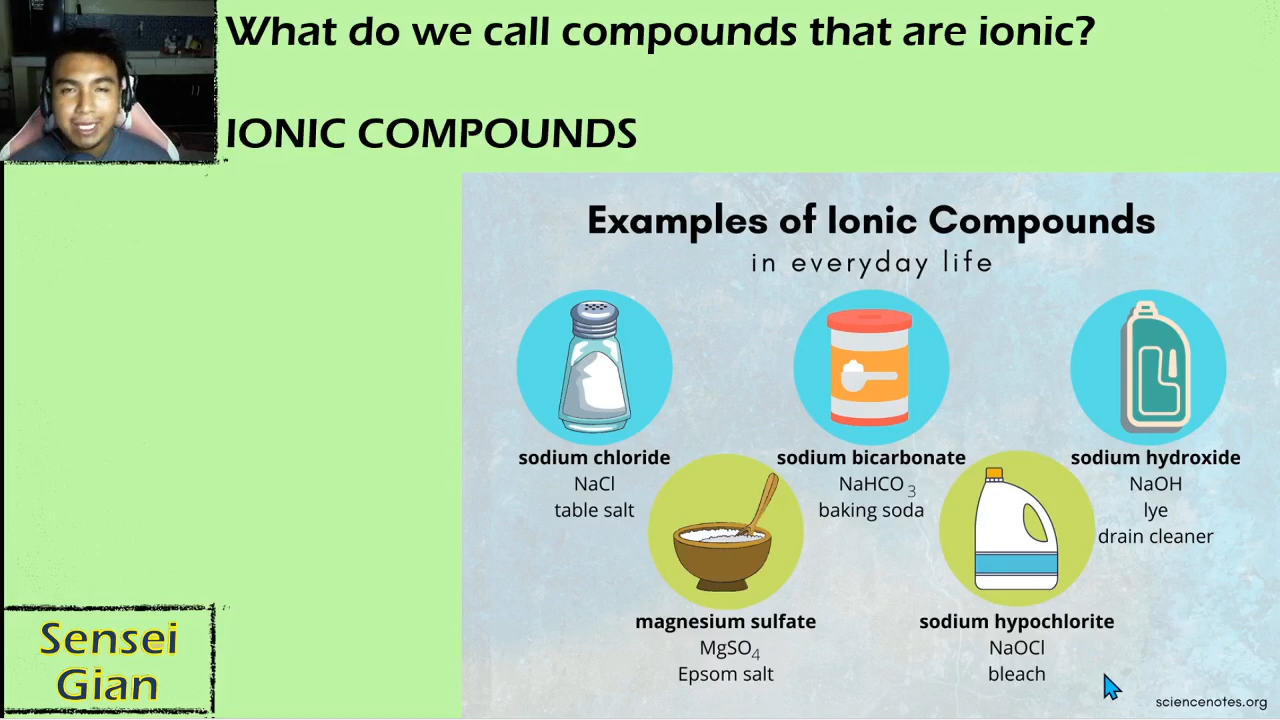 What do we call compounds that are ionic?
IONIC COMPOUNDS
Examples of Ionic Compounds
in everyday life
sodium chloride
NaCl
table salt
sodium bicarbonate
NaHCO3
baking soda
sodium hydroxide
NaOH
lye
drain cleaner
magnesium sulfate
MgSO4
Epsom salt
sodium hypochlorite
NaOCl
bleach
Sensei
Gian
sciencenotes.org